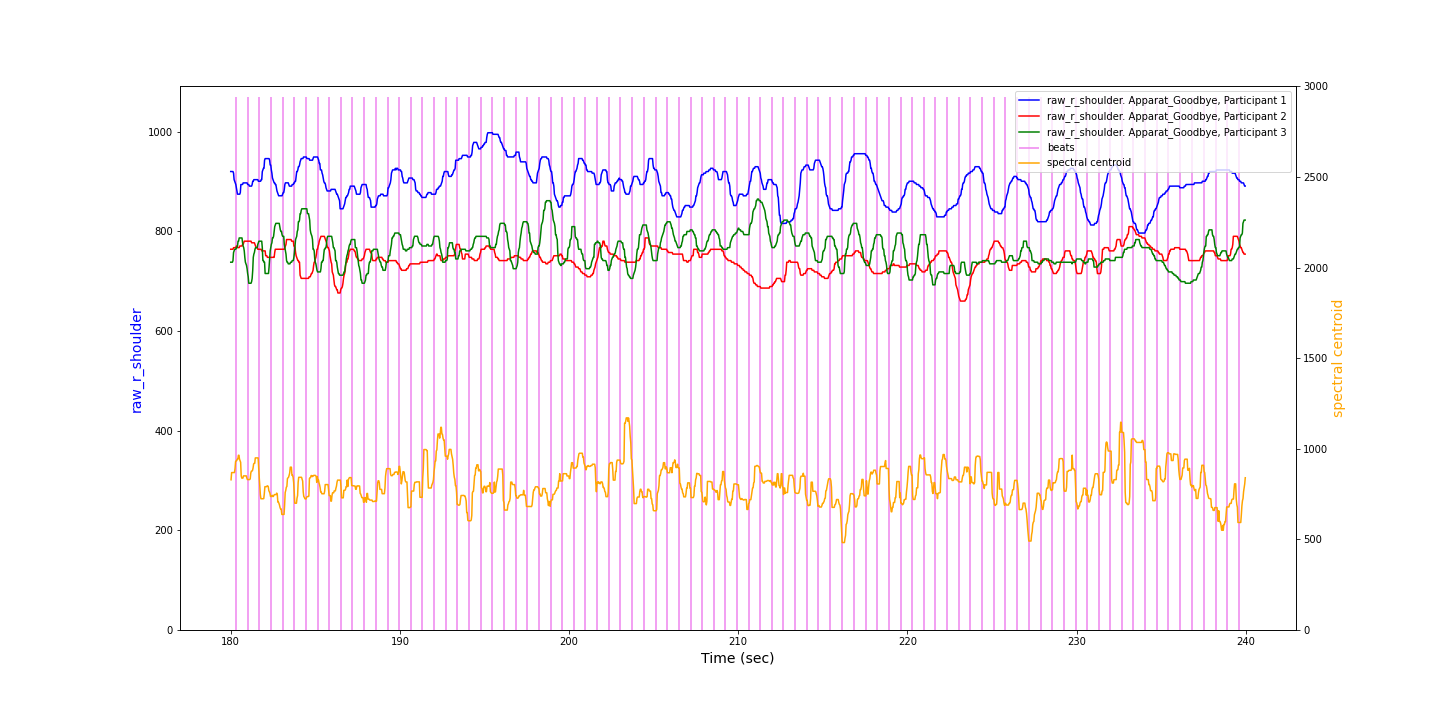 raw_r_shoulder. Apparat_Goodbye, Participant 1
raw_r_shoulder. Apparat_Goodbye, Participant 2
raw_r_shoulder. Apparat_Goodbye, Participant 3
beats
spectral centroid
1000
800
600
400
200
0
raw_r_shoulder
3000
2500
2000
1500
1000
500
0
spectral centroid
180
190
200
210
220
230
240
Time (sec)